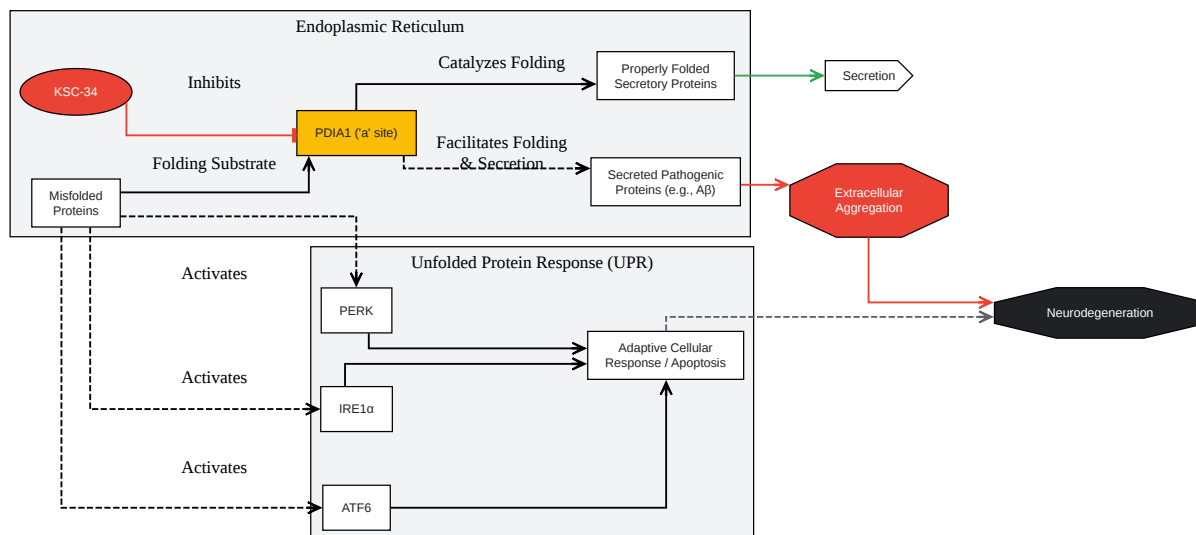 Endoplasmic Reticulum
KSC-34
Inhibits
Catalyzes Folding
Properly Folded
Secretory Proteins
Secretion
PDIA1 ('a' site)
Folding Substrate
Facilitates Folding
& Secretion
Misfolded
Proteins
Secreted Pathogenic
Proteins (e.g., Aβ)
Extracellular
Aggregation
Unfolded Protein Response (UPR)
Activates
PERK
Neurodegeneration
Adaptive Cellular
Response / Apoptosis
Activates
IRE1α
Activates
ATF6